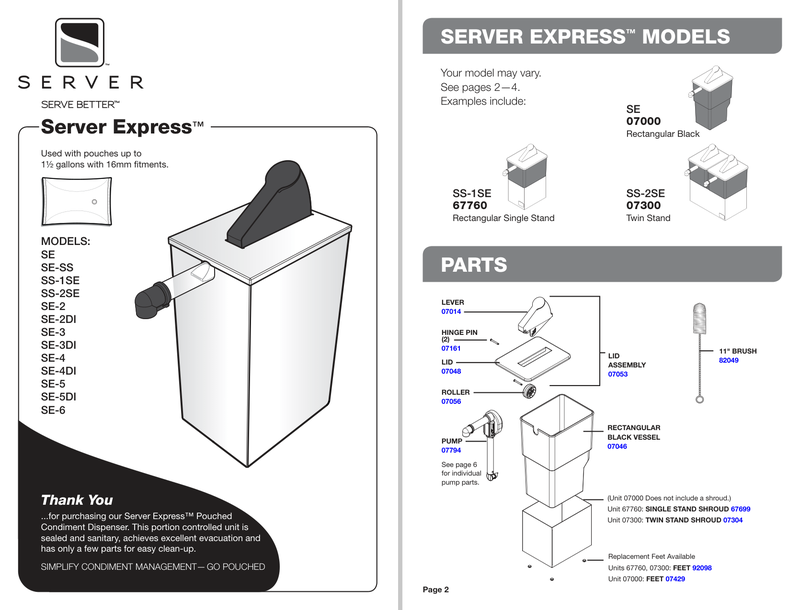 SERVER
SERVE BETTER™
Server Express™
Used with pouches up to
1½ gallons with 16mm fitments.
MODELS:
SE
SE-SS
SS-1SE
SS-2SE
SE-2
SE-2DI
SE-3
SE-3DI
SE-4
SE-4DI
SE-5
SE-5DI
SE-6
Thank You
...for purchasing our Server Express™ Pouched
Condiment Dispenser. This portion controlled unit is
sealed and sanitary, achieves excellent evacuation and
has only a few parts for easy clean-up.
SIMPLIFY CONDIMENT MANAGEMENT— GO POUCHED
SERVER EXPRESS™ MODELS
Your model may vary.
See pages 2—4.
Examples include:
SE
07000
Rectangular Black
SS-1SE
67760
Rectangular Single Stand
SS-2SE
07300
Twin Stand
PARTS
LEVER
07014
HINGE PIN
(2)
07161
LID
07048
ROLLER
07056
PUMP
07794
See page 6
for individual
pump parts.
LID
ASSEMBLY
07053
11" BRUSH
82049
RECTANGULAR
BLACK VESSEL
07046
(Unit 07000 Does not include a shroud.)
Unit 67760: SINGLE STAND SHROUD 67699
Unit 07300: TWIN STAND SHROUD 07304
Replacement Feet Available
Units 67760, 07300: FEET 92098
Unit 07000: FEET 07429
Page 2